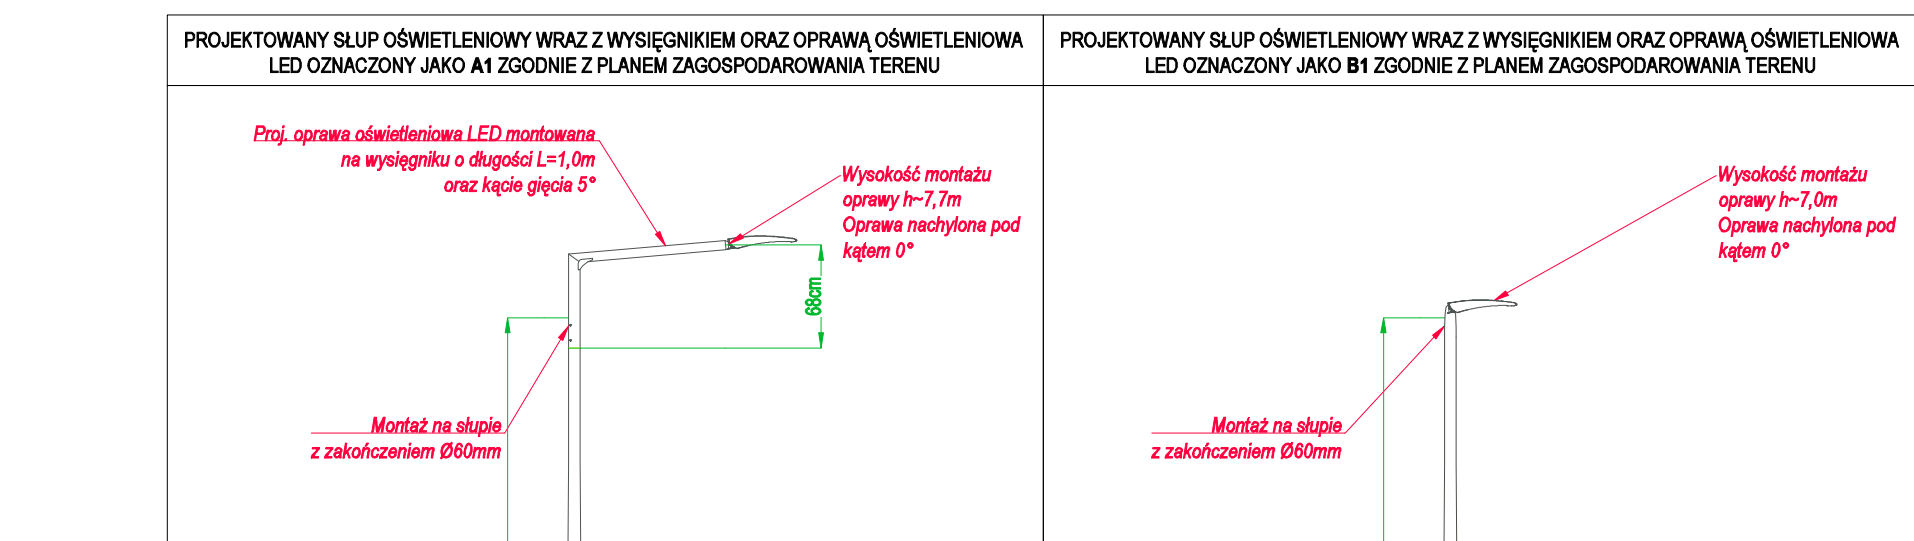 PROJEKTOWANY SŁUP OŚWIETLENIOWY WRAZ Z WYSIĘGNIKIEM ORAZ OPRAWĄ OŚWIETLENIOWA
LED OZNACZONY JAKO A1 ZGODNIE Z PLANEM ZAGOSPODAROWANIA TERENU
Proj. oprawa oświetleniowa LED montowana
na wysięgniku o długości L=1,0m
oraz kącie gięcia 5°
Wysokość montażu
oprawy h~7,7m
Oprawa nachylona pod
kątem 0°
68cm
Montaż na słupie
z zakończeniem Ø60mm
PROJEKTOWANY SŁUP OŚWIETLENIOWY WRAZ Z WYSIĘGNIKIEM ORAZ OPRAWĄ OŚWIETLENIOWA
LED OZNACZONY JAKO B1 ZGODNIE Z PLANEM ZAGOSPODAROWANIA TERENU
Wysokość montażu
oprawy h~7,0m
Oprawa nachylona pod
kątem 0°
Montaż na słupie
z zakończeniem Ø60mm